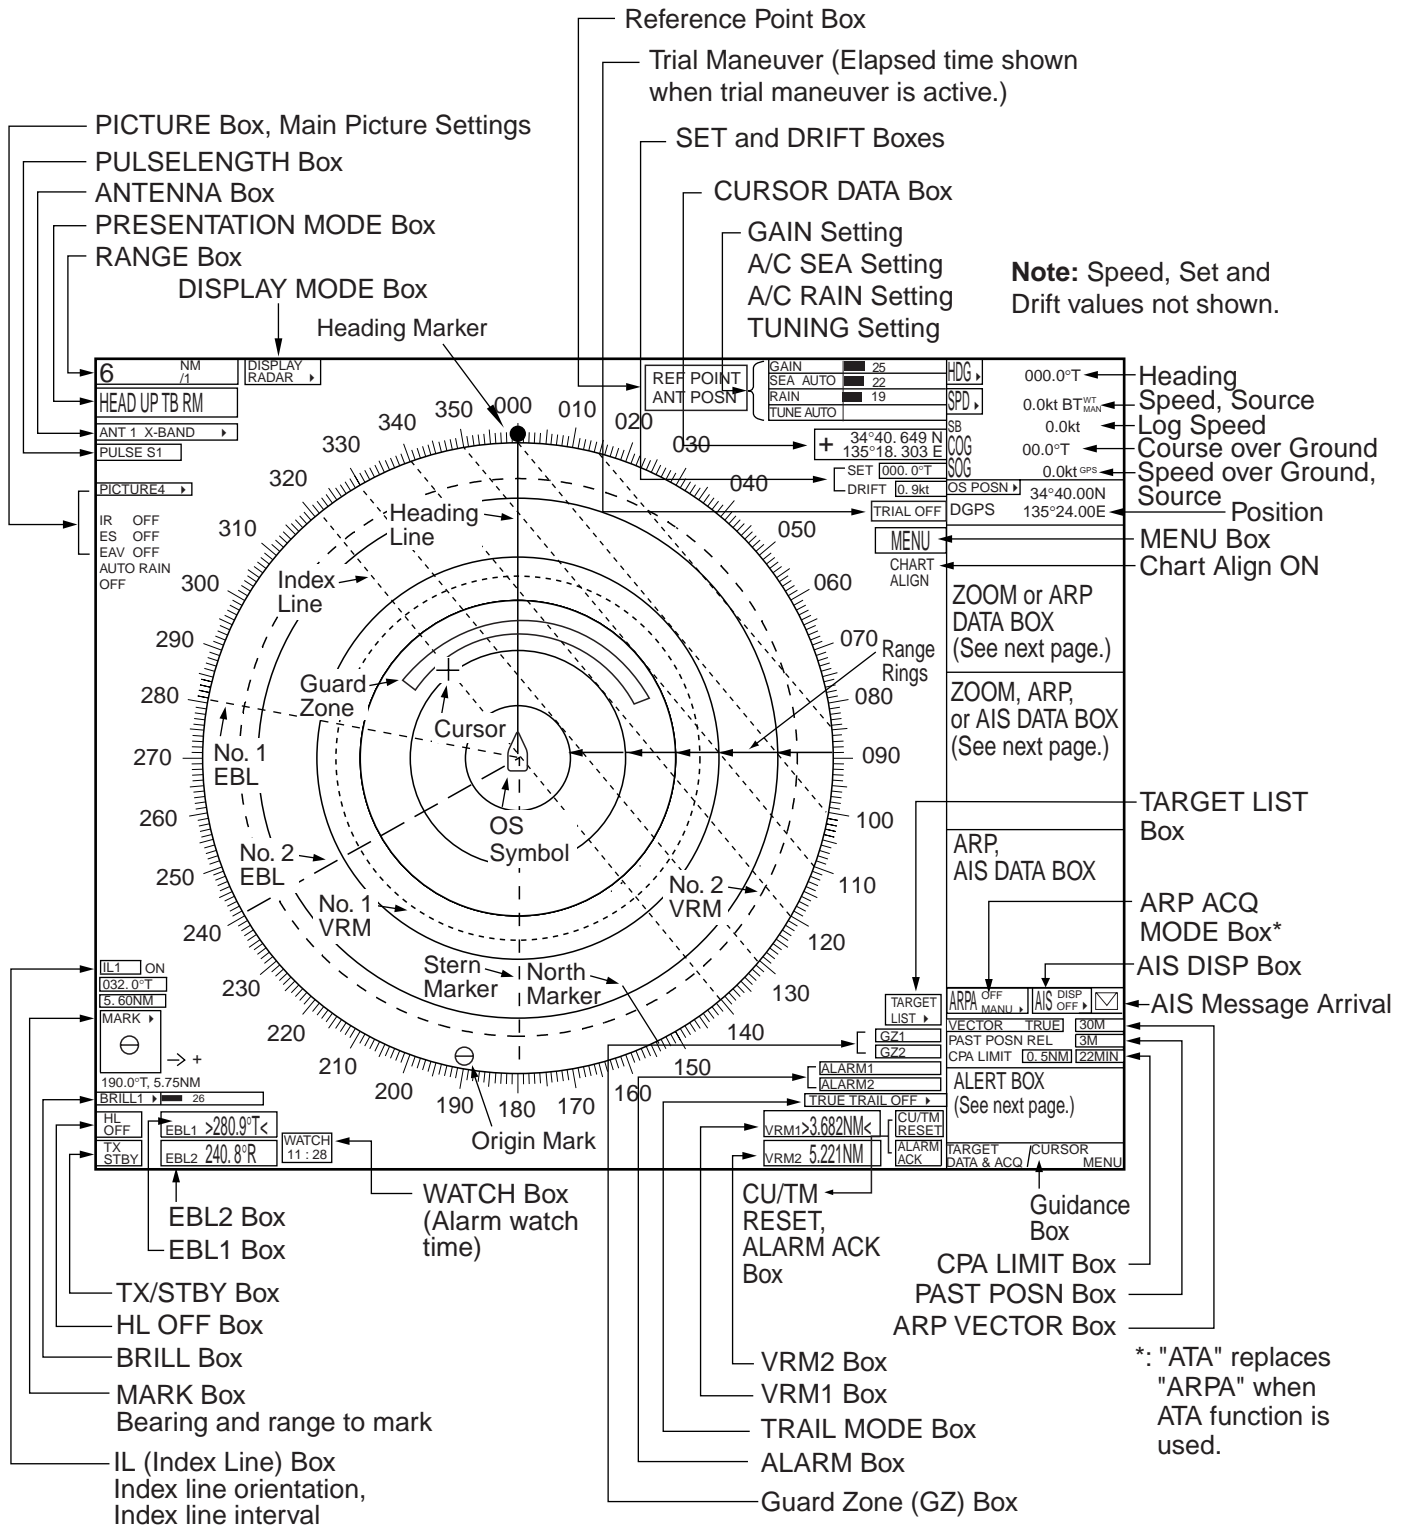 Reference Point Box
Trial Maneuver (Elapsed time shown
when trial maneuver is active.)
PICTURE Box, Main Picture Settings
SET and DRIFT Boxes
PULSELENGTH Box
ANTENNA Box
CURSOR DATA Box
PRESENTATION MODE Box
GAIN Setting
RANGE Box
A/C SEA Setting
A/C RAIN Setting
TUNING Setting
Note: Speed, Set and
Drift values not shown.
DISPLAY MODE Box
Heading Marker
6 NM
/1
DISPLAY
RADAR
HEAD UP TB RM
ANT 1 X-BAND
PULSE S1
PICTURE4
IR OFF
ES OFF
EAV OFF
AUTO RAIN
OFF
REF POINT
ANT POSN
GAIN 25
SEA AUTO 22
RAIN 19
TUNE AUTO
+ 34°40. 649 N
135°18. 303 E
SET 000. 0°T
DRIFT 0. 9kt
TRIAL OFF
MENU
CHART
ALIGN
HDG 000.0°T
SPD 0.0kt BT WT
MAN
SB 0.0kt
COG 00.0°T
SOG 0.0kt GPS
OS POSN 34°40.00N
DGPS 135°24.00E
Heading
Speed, Source
Log Speed
Course over Ground
Speed over Ground,
Source
Position
MENU Box
Chart Align ON
ZOOM or ARP
DATA BOX
(See next page.)
ZOOM, ARP,
or AIS DATA BOX
(See next page.)
ARP,
AIS DATA BOX
000
010
020
030
040
050
060
070
080
090
100
110
120
130
140
150
160
170
180
190
200
210
220
230
240
250
260
270
280
290
300
310
320
330
340
350
Heading
Line
Index
Line
Guard
Zone
Cursor
Range
Rings
No. 1
EBL
OS
Symbol
No. 2
EBL
No. 1
VRM
No. 2
VRM
Stern
Marker
North
Marker
Origin Mark
TARGET LIST
Box
ARP ACQ
MODE Box*
AIS DISP Box
AIS Message Arrival
IL1 ON
032. 0°T
5. 60NM
MARK
+
190.0°T, 5.75NM
BRILL1 26
HL
OFF
TX
STBY
EBL1 >280.9°T<
EBL2 240. 8°R
WATCH
11 : 28
TARGET
LIST
GZ1
GZ2
ALARM1
ALARM2
TRUE TRAIL OFF
VRM1 >3.682NM<
VRM2 5.221NM
CU/TM
RESET
ALARM
ACK
ARPA OFF
MANU
AIS DISP
OFF
VECTOR TRUE 30M
PAST POSN REL 3M
CPA LIMIT 0. 5NM 22MIN
ALERT BOX
(See next page.)
TARGET
DATA & ACQ /CURSOR
MENU
WATCH Box
(Alarm watch
time)
EBL2 Box
EBL1 Box
TX/STBY Box
HL OFF Box
BRILL Box
MARK Box
Bearing and range to mark
IL (Index Line) Box
Index line orientation,
Index line interval
CU/TM
RESET,
ALARM ACK
Box
Guidance
Box
CPA LIMIT Box
PAST POSN Box
ARP VECTOR Box
VRM2 Box
VRM1 Box
TRAIL MODE Box
ALARM Box
Guard Zone (GZ) Box
*: "ATA" replaces
"ARPA" when
ATA function is
used.